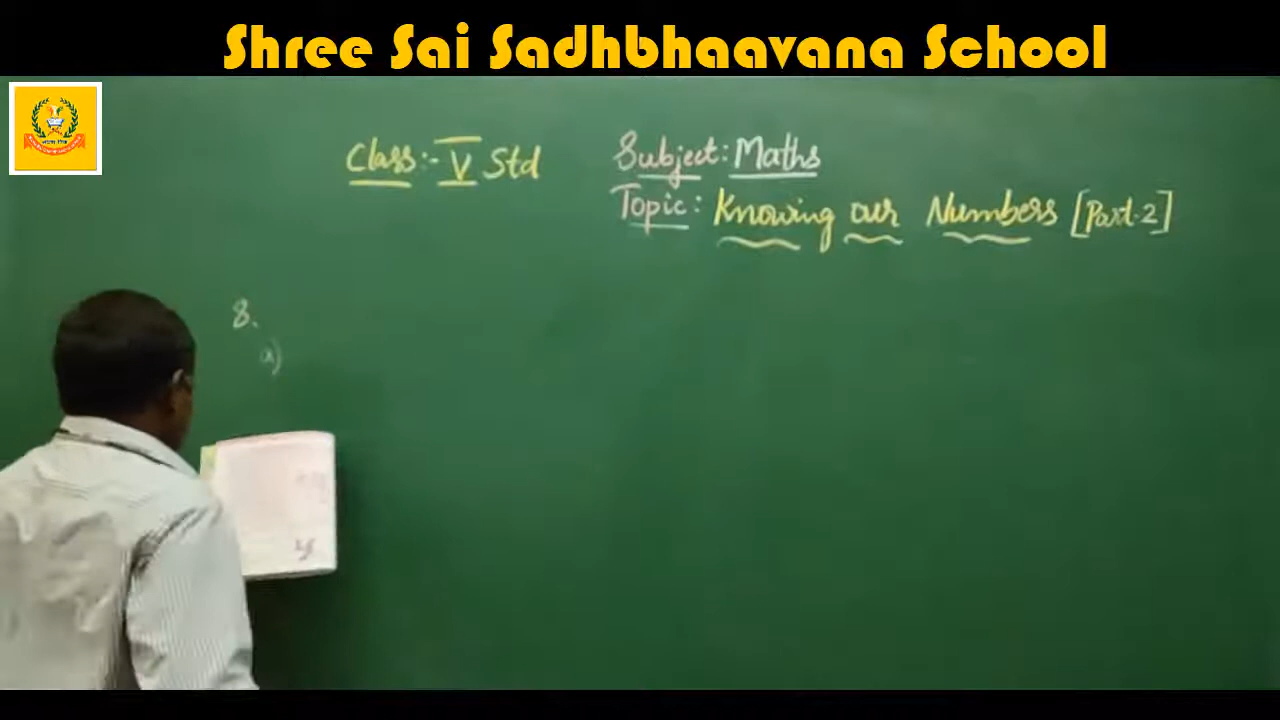 Shree Sai Sadhbhaavana School
Class:- V Std
Subject: Maths
Topic: Knowing our Numbers [Part-2]
8.
a)